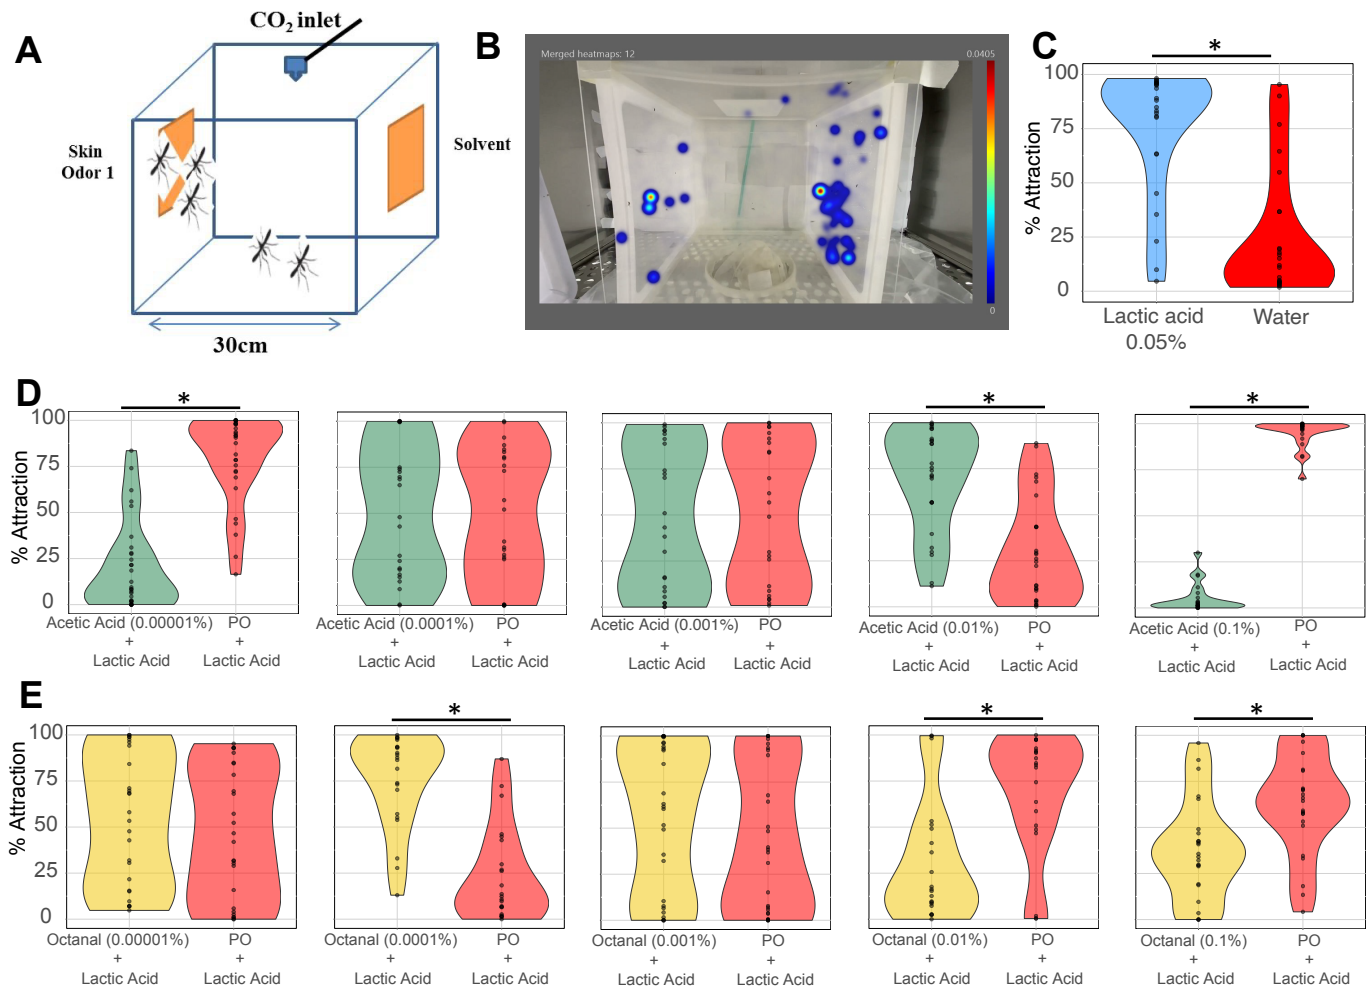 A
CO2 inlet
Skin
Odor 1
Solvent
30cm
B
Merged heatmaps: 12
0.0405
0
C
*
% Attraction
100
75
50
25
0
Lactic acid
0.05%
Water
D
% Attraction
100
75
50
25
0
*
Acetic Acid (0.00001%)
+
Lactic Acid
PO
+
Lactic Acid
Acetic Acid (0.0001%)
+
Lactic Acid
PO
+
Lactic Acid
Acetic Acid (0.001%)
+
Lactic Acid
PO
+
Lactic Acid
*
Acetic Acid (0.01%)
+
Lactic Acid
PO
+
Lactic Acid
*
Acetic Acid (0.1%)
+
Lactic Acid
PO
+
Lactic Acid
E
% Attraction
100
75
50
25
0
Octanal (0.00001%)
+
Lactic Acid
PO
+
Lactic Acid
*
Octanal (0.0001%)
+
Lactic Acid
PO
+
Lactic Acid
Octanal (0.001%)
+
Lactic Acid
PO
+
Lactic Acid
*
Octanal (0.01%)
+
Lactic Acid
PO
+
Lactic Acid
*
Octanal (0.1%)
+
Lactic Acid
PO
+
Lactic Acid